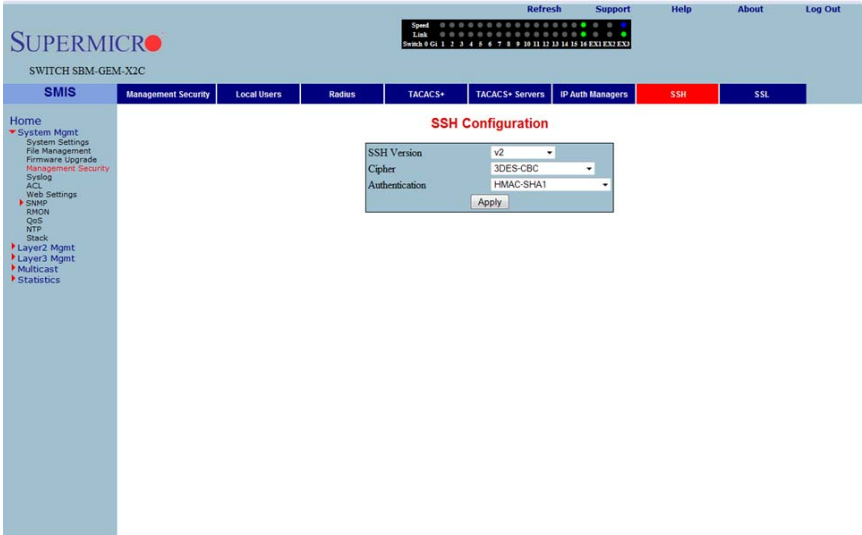 Refresh Support Help About Log Out
SUPERMICRO
Speed
Link
Switch 0 Gi 1 2 3 4 5 6 7 8 9 10 11 12 13 14 15 16 EX1 EX2 EX3
SWITCH SBM-GEM-X2C
SMIS
Management Security Local Users Radius TACACS+ TACACS+ Servers IP Auth Managers SSH SSL
Home
System Mgmt
System Settings
File Management
Firmware Upgrade
Management Security
Syslog
ACL
Web Settings
SNMP
RMON
QoS
NTP
Stack
Layer2 Mgmt
Layer3 Mgmt
Multicast
Statistics
SSH Configuration
SSH Version v2
Cipher 3DES-CBC
Authentication HMAC-SHA1
Apply